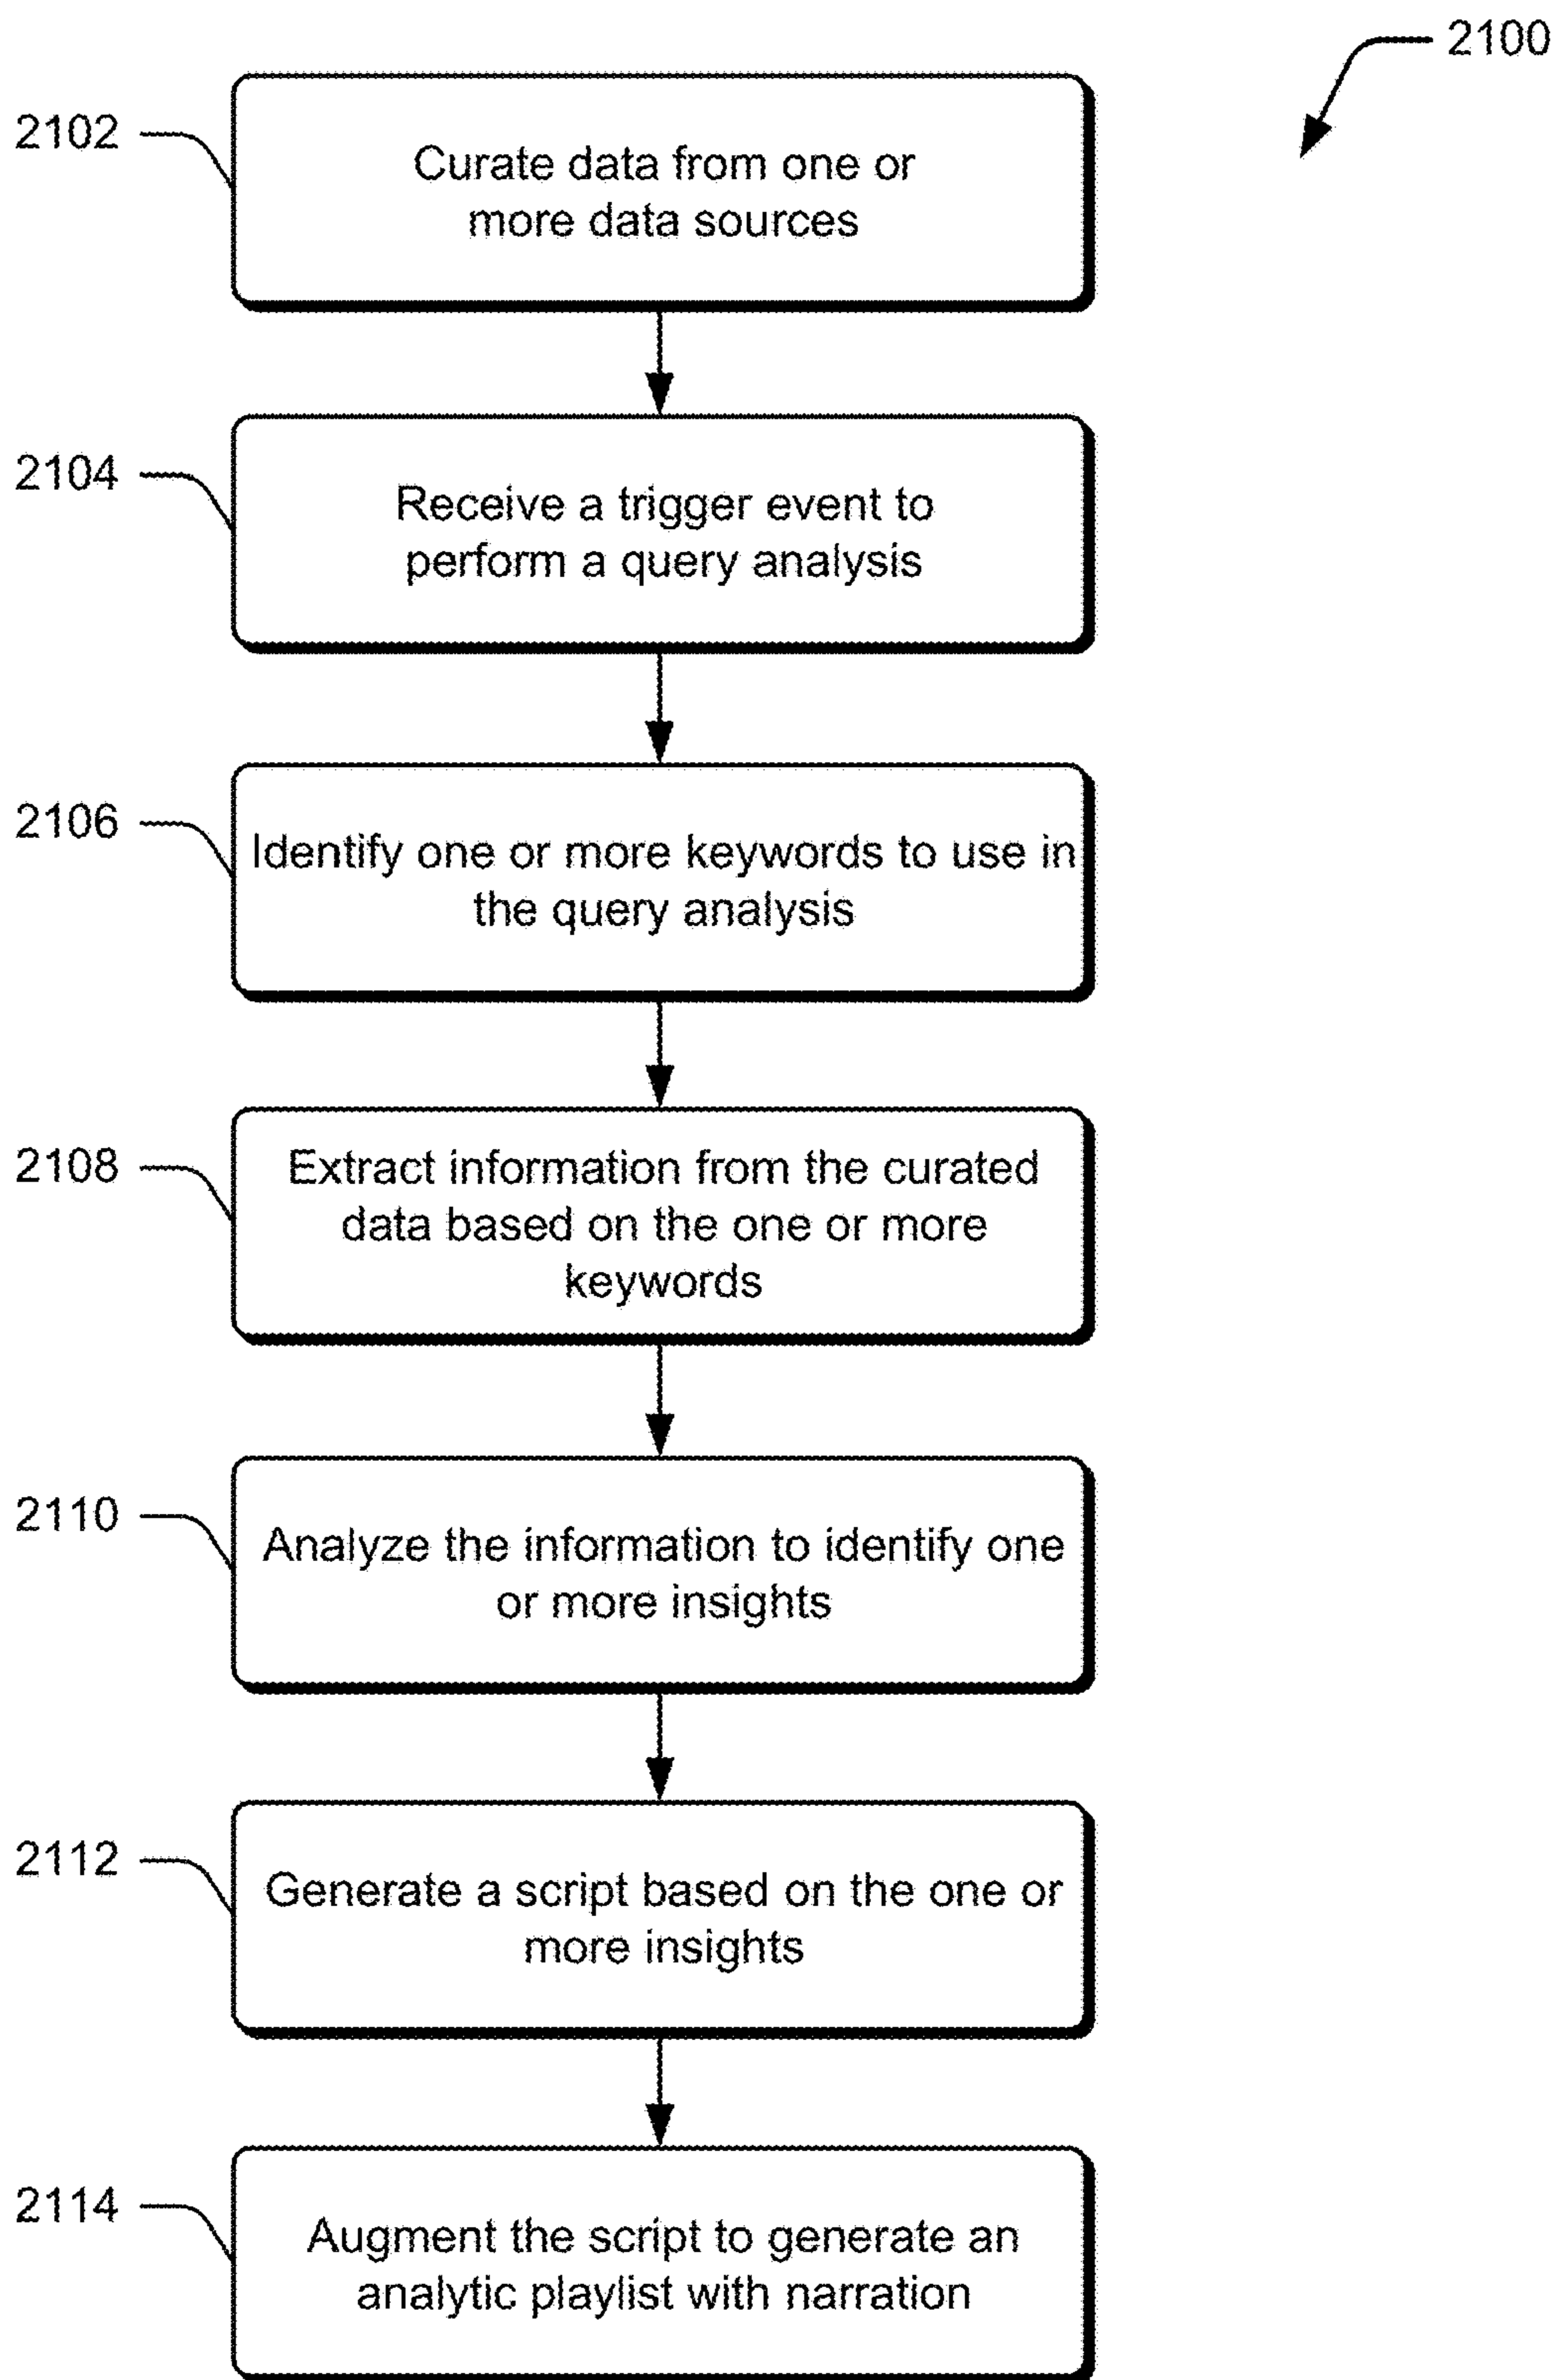 2100
2102
Curate data from one or
more data sources
2104
Receive a trigger event to
perform a query analysis
2106
Identify one or more keywords to use in
the query analysis
2108
Extract information from the curated
data based on the one or more
keywords
2110
Analyze the information to identify one
or more insights
2112
Generate a script based on the one or
more insights
2114
Augment the script to generate an
analytic playlist with narration